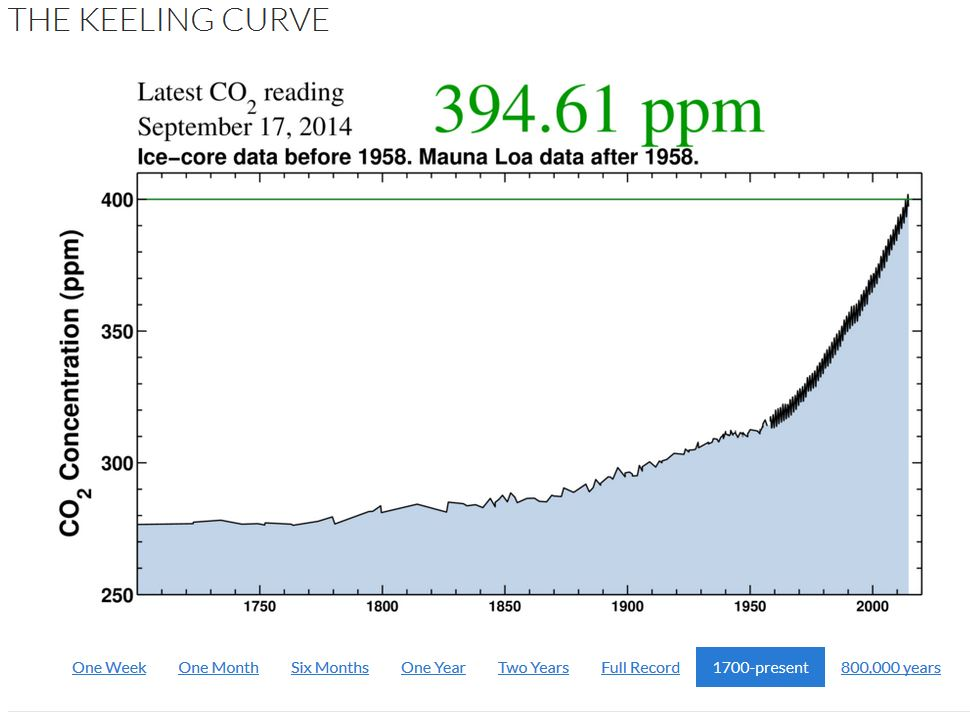 THE KEELING CURVE
Latest CO2 reading
September 17, 2014
394.61 ppm
Ice-core data before 1958. Mauna Loa data after 1958.
CO2 Concentration (ppm)
400
350
300
250
1750 1800 1850 1900 1950 2000
One Week One Month Six Months One Year Two Years Full Record 1700-present 800,000 years